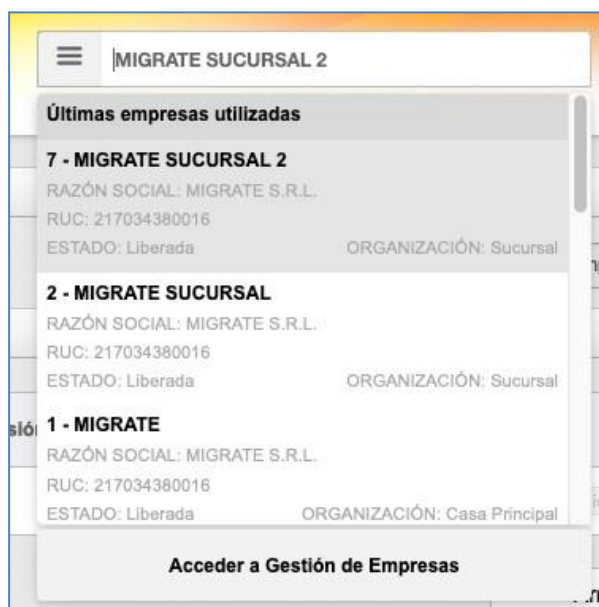 MIGRATE SUCURSAL 2
Últimas empresas utilizadas
7 - MIGRATE SUCURSAL 2
RAZÓN SOCIAL: MIGRATE S.R.L.
RUC: 217034380016
ESTADO: Liberada ORGANIZACIÓN: Sucursal
2 - MIGRATE SUCURSAL
RAZÓN SOCIAL: MIGRATE S.R.L.
RUC: 217034380016
ESTADO: Liberada ORGANIZACIÓN: Sucursal
1 - MIGRATE
RAZÓN SOCIAL: MIGRATE S.R.L.
RUC: 217034380016
ESTADO: Liberada ORGANIZACIÓN: Casa Principal
Acceder a Gestión de Empresas